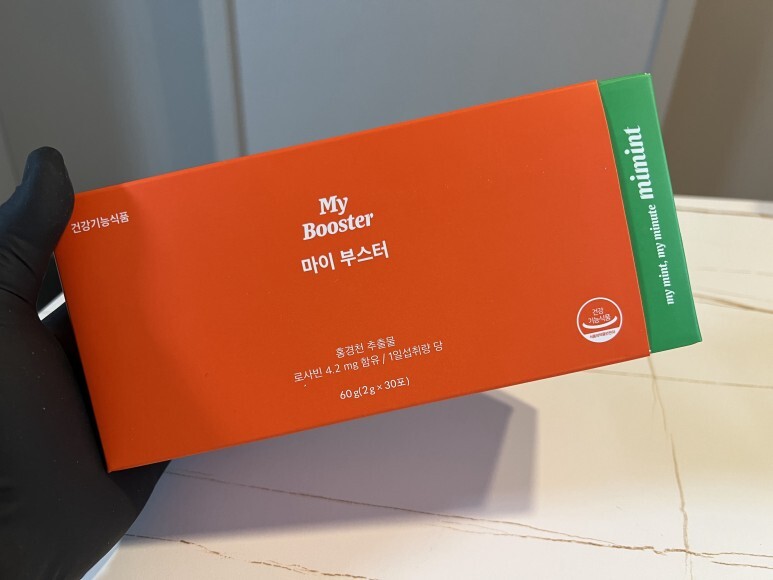 건강기능식품
My
Booster
마이 부스터
홍경천 추출물
로사빈 4.2 mg 함유 / 1일섭취량 당
60g(2g x 30포)
건강
기능식품
my mint, my minute mimint